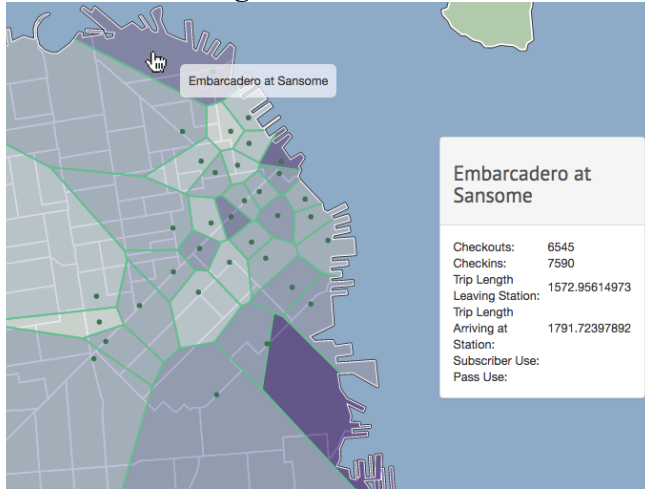 Embarcadero at Sansome
Embarcadero at
Sansome
Checkouts: 6545
Checkins: 7590
Trip Length
Leaving Station: 1572.95614973
Trip Length
Arriving at 1791.72397892
Station:
Subscriber Use:
Pass Use: